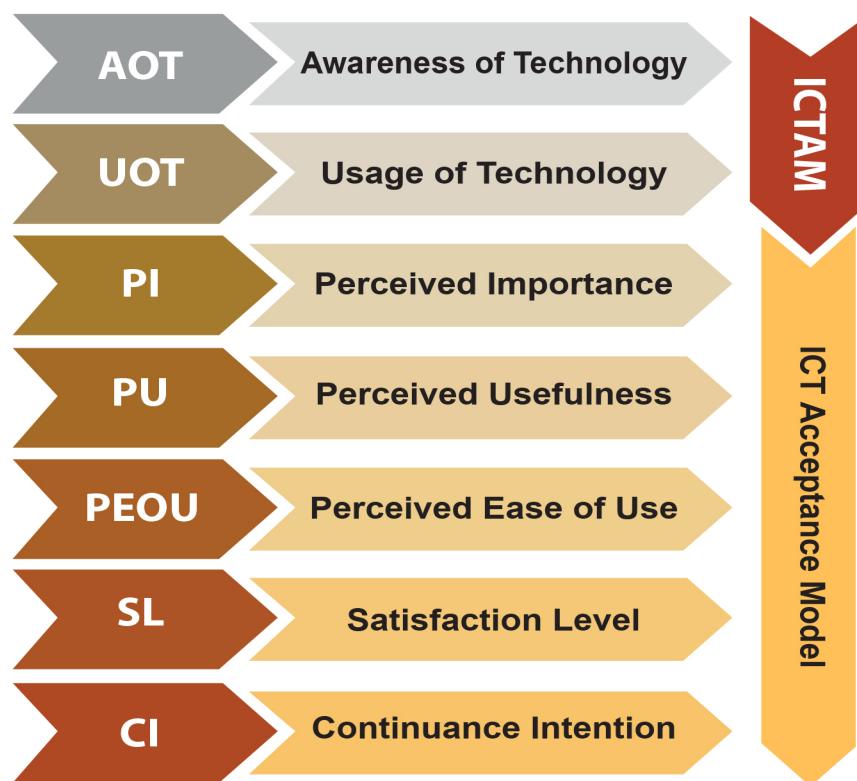 AOT
Awareness of Technology
UOT
Usage of Technology
PI
Perceived Importance
PU
Perceived Usefulness
PEOU
Perceived Ease of Use
SL
Satisfaction Level
CI
Continuance Intention
ICTAM
ICT Acceptance Model